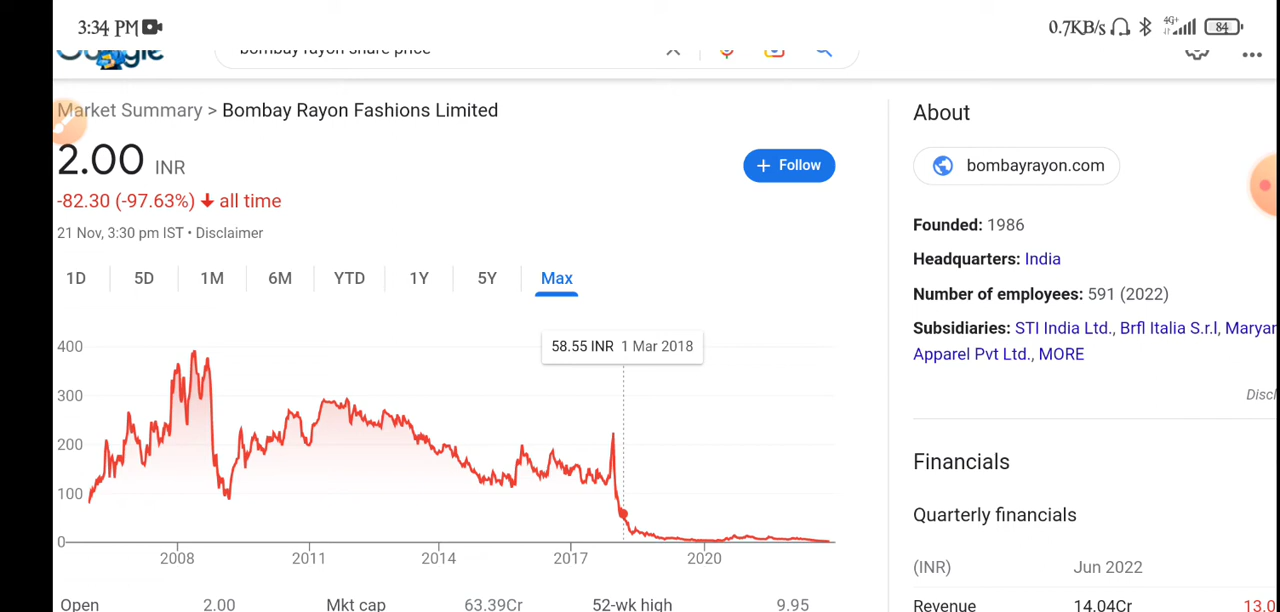 3:34 PM
0.7KB/s 4G+ 84
Google
bombay rayon share price
Market Summary > Bombay Rayon Fashions Limited
2.00 INR
+ Follow
-82.30 (-97.63%) all time
21 Nov, 3:30 pm IST • Disclaimer
1D 5D 1M 6M YTD 1Y 5Y Max
58.55 INR 1 Mar 2018
400
300
200
100
0
2008 2011 2014 2017 2020
Open 2.00 Mkt cap 63.39Cr 52-wk high 9.95
About
bombayrayon.com
Founded: 1986
Headquarters: India
Number of employees: 591 (2022)
Subsidiaries: STI India Ltd., Brfl Italia S.r.l, Maryan
Apparel Pvt Ltd., MORE
Discl
Financials
Quarterly financials
(INR) Jun 2022
Revenue 14.04Cr 13.0